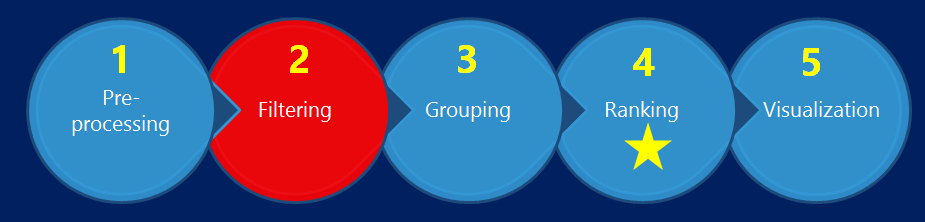 1
Pre-
processing
2
Filtering
3
Grouping
4
Ranking
5
Visualization